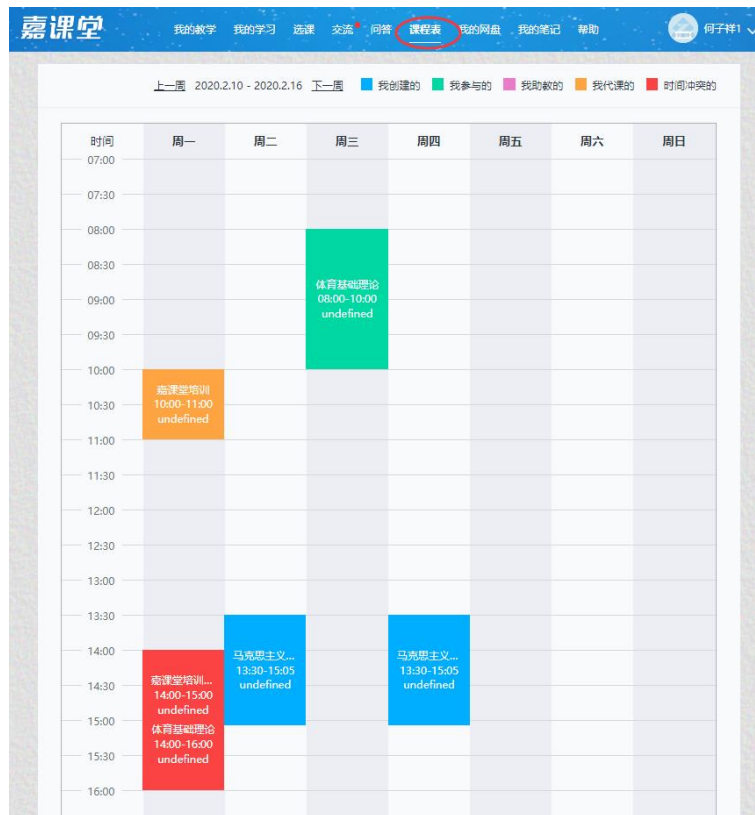 嘉课堂 我的教学 我的学习 选课 交流 问答 课程表 我的网盘 我的笔记 帮助 何子祥1
上一周 2020.2.10 - 2020.2.16 下一周 我创建的 我参与的 我助教的 我代课的 时间冲突的
时间 周一 周二 周三 周四 周五 周六 周日
07:00
07:30
08:00
08:30
体育基础理论
09:00 08:00-10:00
undefined
09:30
10:00
嘉课堂培训
10:30 10:00-11:00
undefined
11:00
11:30
12:00
12:30
13:00
13:30
14:00 马克思主义... 马克思主义...
13:30-15:05 13:30-15:05
嘉课堂培训... undefined undefined
14:30 14:00-15:00
undefined
15:00 体育基础理论
14:00-16:00
15:30 undefined
16:00